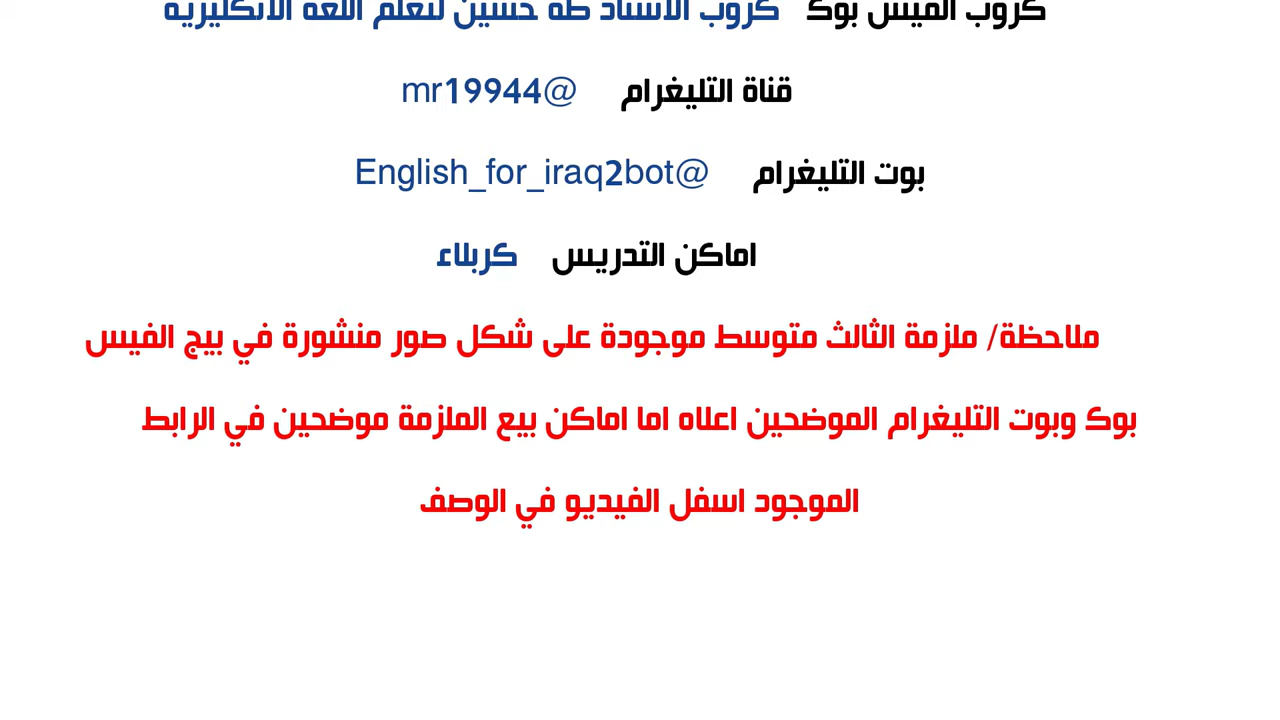 كروب الفيس بوك كروب الاستاذ طه حسين لتعلم اللغة الانكليزية
قناة التليغرام @mr19944
بوت التليغرام @English_for_iraq2bot
اماكن التدريس كربلاء
ملاحظة/ ملزمة الثالث متوسط موجودة على شكل صور منشورة في بيج الفيس
بوك وبوت التليغرام الموضحين اعلاه اما اماكن بيع الملزمة موضحين في الرابط
الموجود اسفل الفيديو في الوصف